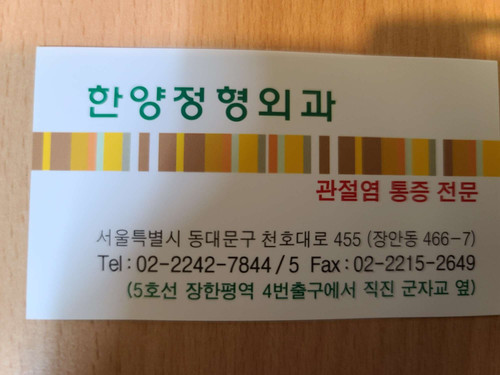 한양정형외과
관절염 통증 전문
서울특별시 동대문구 천호대로 455 (장안동 466-7)
Tel : 02-2242-7844 / 5 Fax : 02-2215-2649
(5호선 장한평역 4번출구에서 직진 군자교 옆)